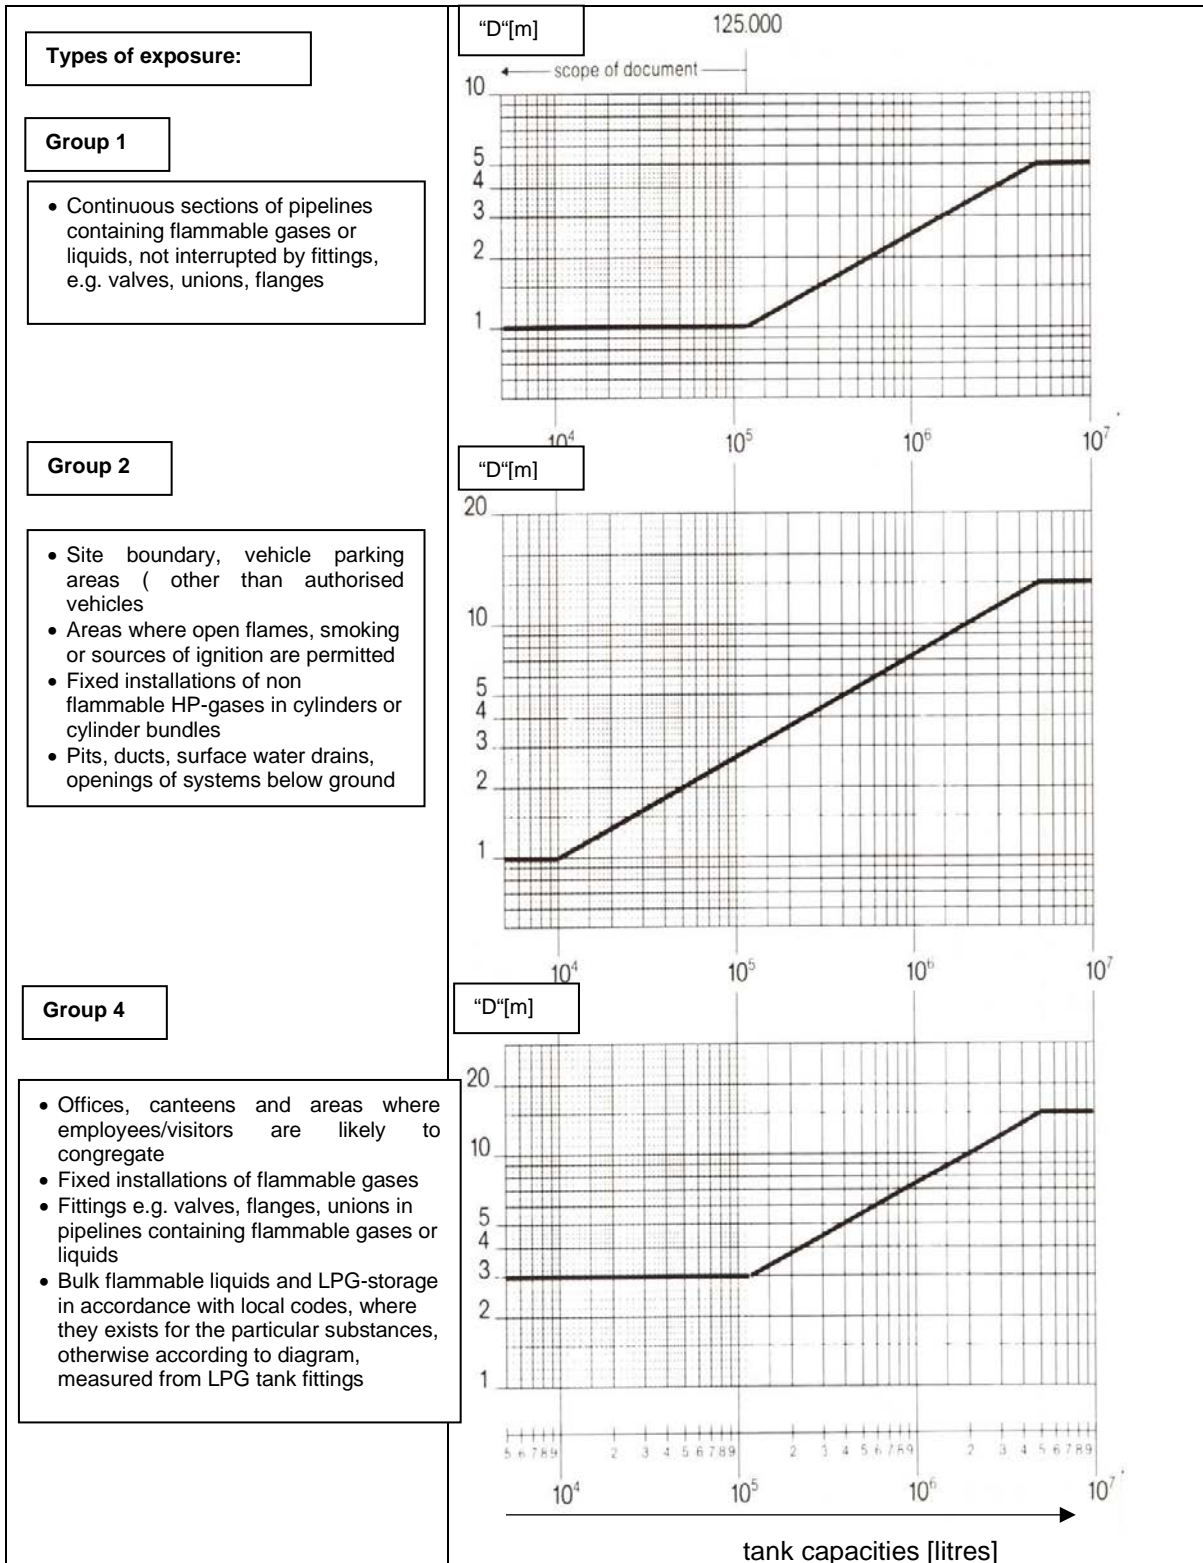 Types of exposure:
Group 1
• Continuous sections of pipelines
containing flammable gases or
liquids, not interrupted by fittings,
e.g. valves, unions, flanges
“D“[m]
125.000
scope of document
10
5
4
3
2
1
10⁴
10⁵
10⁶
10⁷
Group 2
• Site boundary, vehicle parking
areas ( other than authorised
vehicles
• Areas where open flames, smoking
or sources of ignition are permitted
• Fixed installations of non
flammable HP-gases in cylinders or
cylinder bundles
• Pits, ducts, surface water drains,
openings of systems below ground
“D“[m]
20
10
5
4
3
2
1
10⁴
10⁵
10⁶
10⁷
Group 4
• Offices, canteens and areas where
employees/visitors are likely to
congregate
• Fixed installations of flammable gases
• Fittings e.g. valves, flanges, unions in
pipelines containing flammable gases or
liquids
• Bulk flammable liquids and LPG-storage
in accordance with local codes, where
they exists for the particular substances,
otherwise according to diagram,
measured from LPG tank fittings
“D“[m]
20
10
5
4
3
2
1
5 6 7 8 9 2 3 4 5 6 7 8 9 2 3 4 5 6 7 8 9 2 3 4 5 6 7 8 9
10⁴ 10⁵ 10⁶ 10⁷
tank capacities [litres]